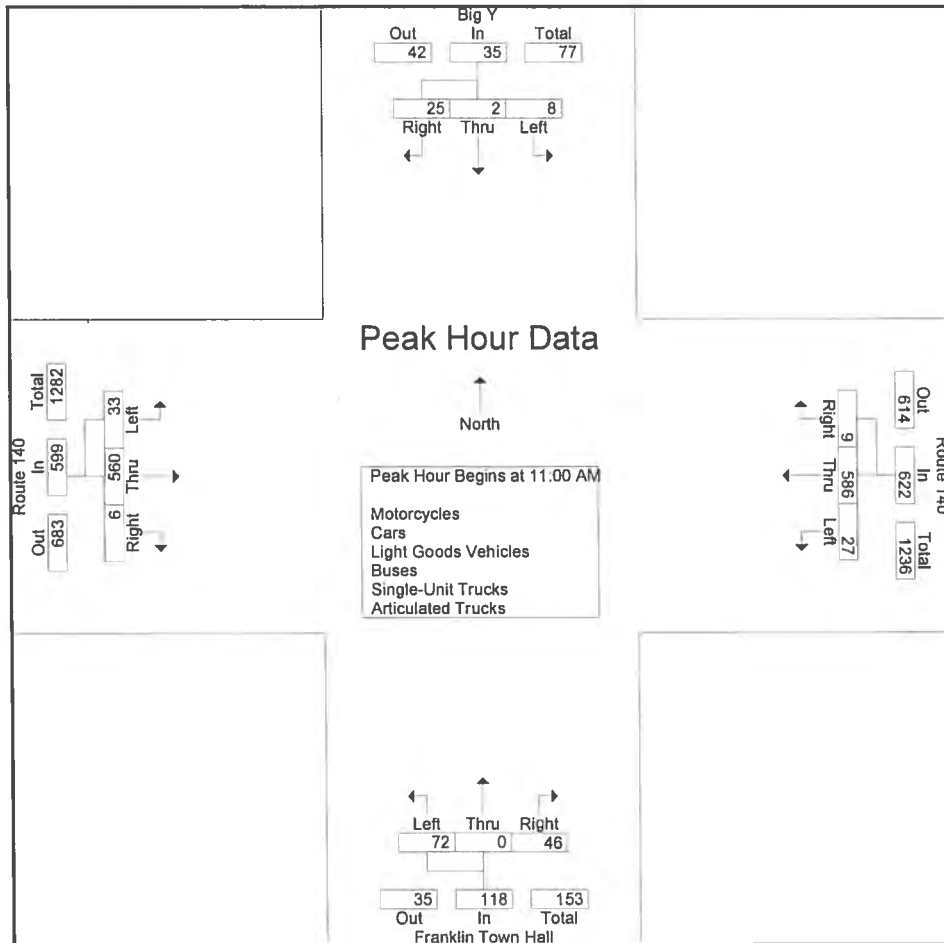 Big Y
Out In Total
42 35 77
25 2 8
Right Thru Left
Peak Hour Data
North
Peak Hour Begins at 11:00 AM
Motorcycles
Cars
Light Goods Vehicles
Buses
Single-Unit Trucks
Articulated Trucks
Route 140
Out In Total
683 599 1282
33 560 6
Left Thru Right
Route 140
Out In Total
614 622 1236
9 586 27
Right Thru Left
Left Thru Right
72 0 46
35 118 153
Out In Total
Franklin Town Hall